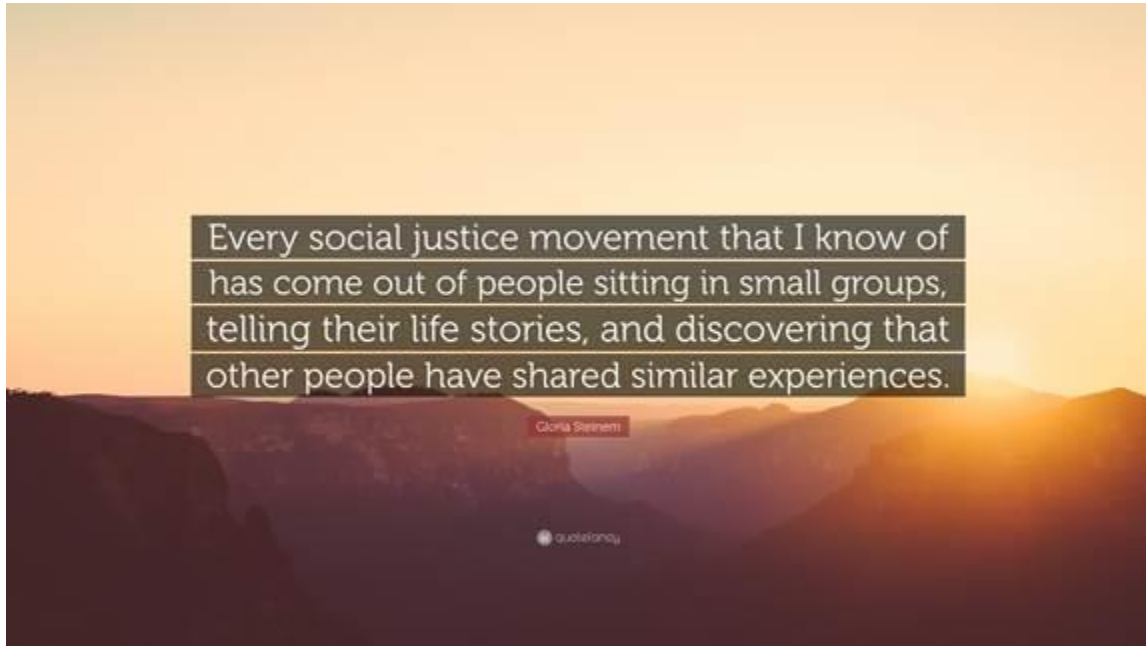 Every social justice movement that I know of
has come out of people sitting in small groups,
telling their life stories, and discovering that
other people have shared similar experiences.
Gloria Steinem
quotefancy